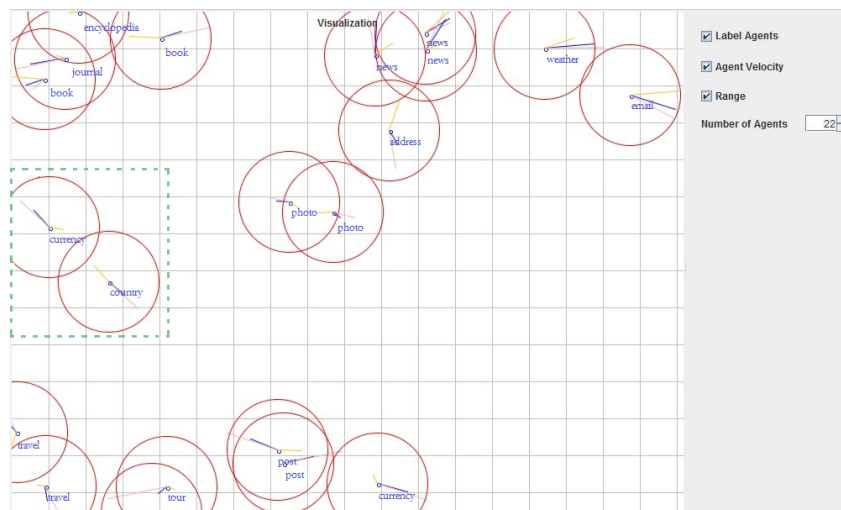 Visualization
encyclopedia
book
journal
book
news
news
news
weather
email
address
photo
photo
currency
country
travel
travel
tour
post
post
currency
Label Agents
Agent Velocity
Range
Number of Agents 22